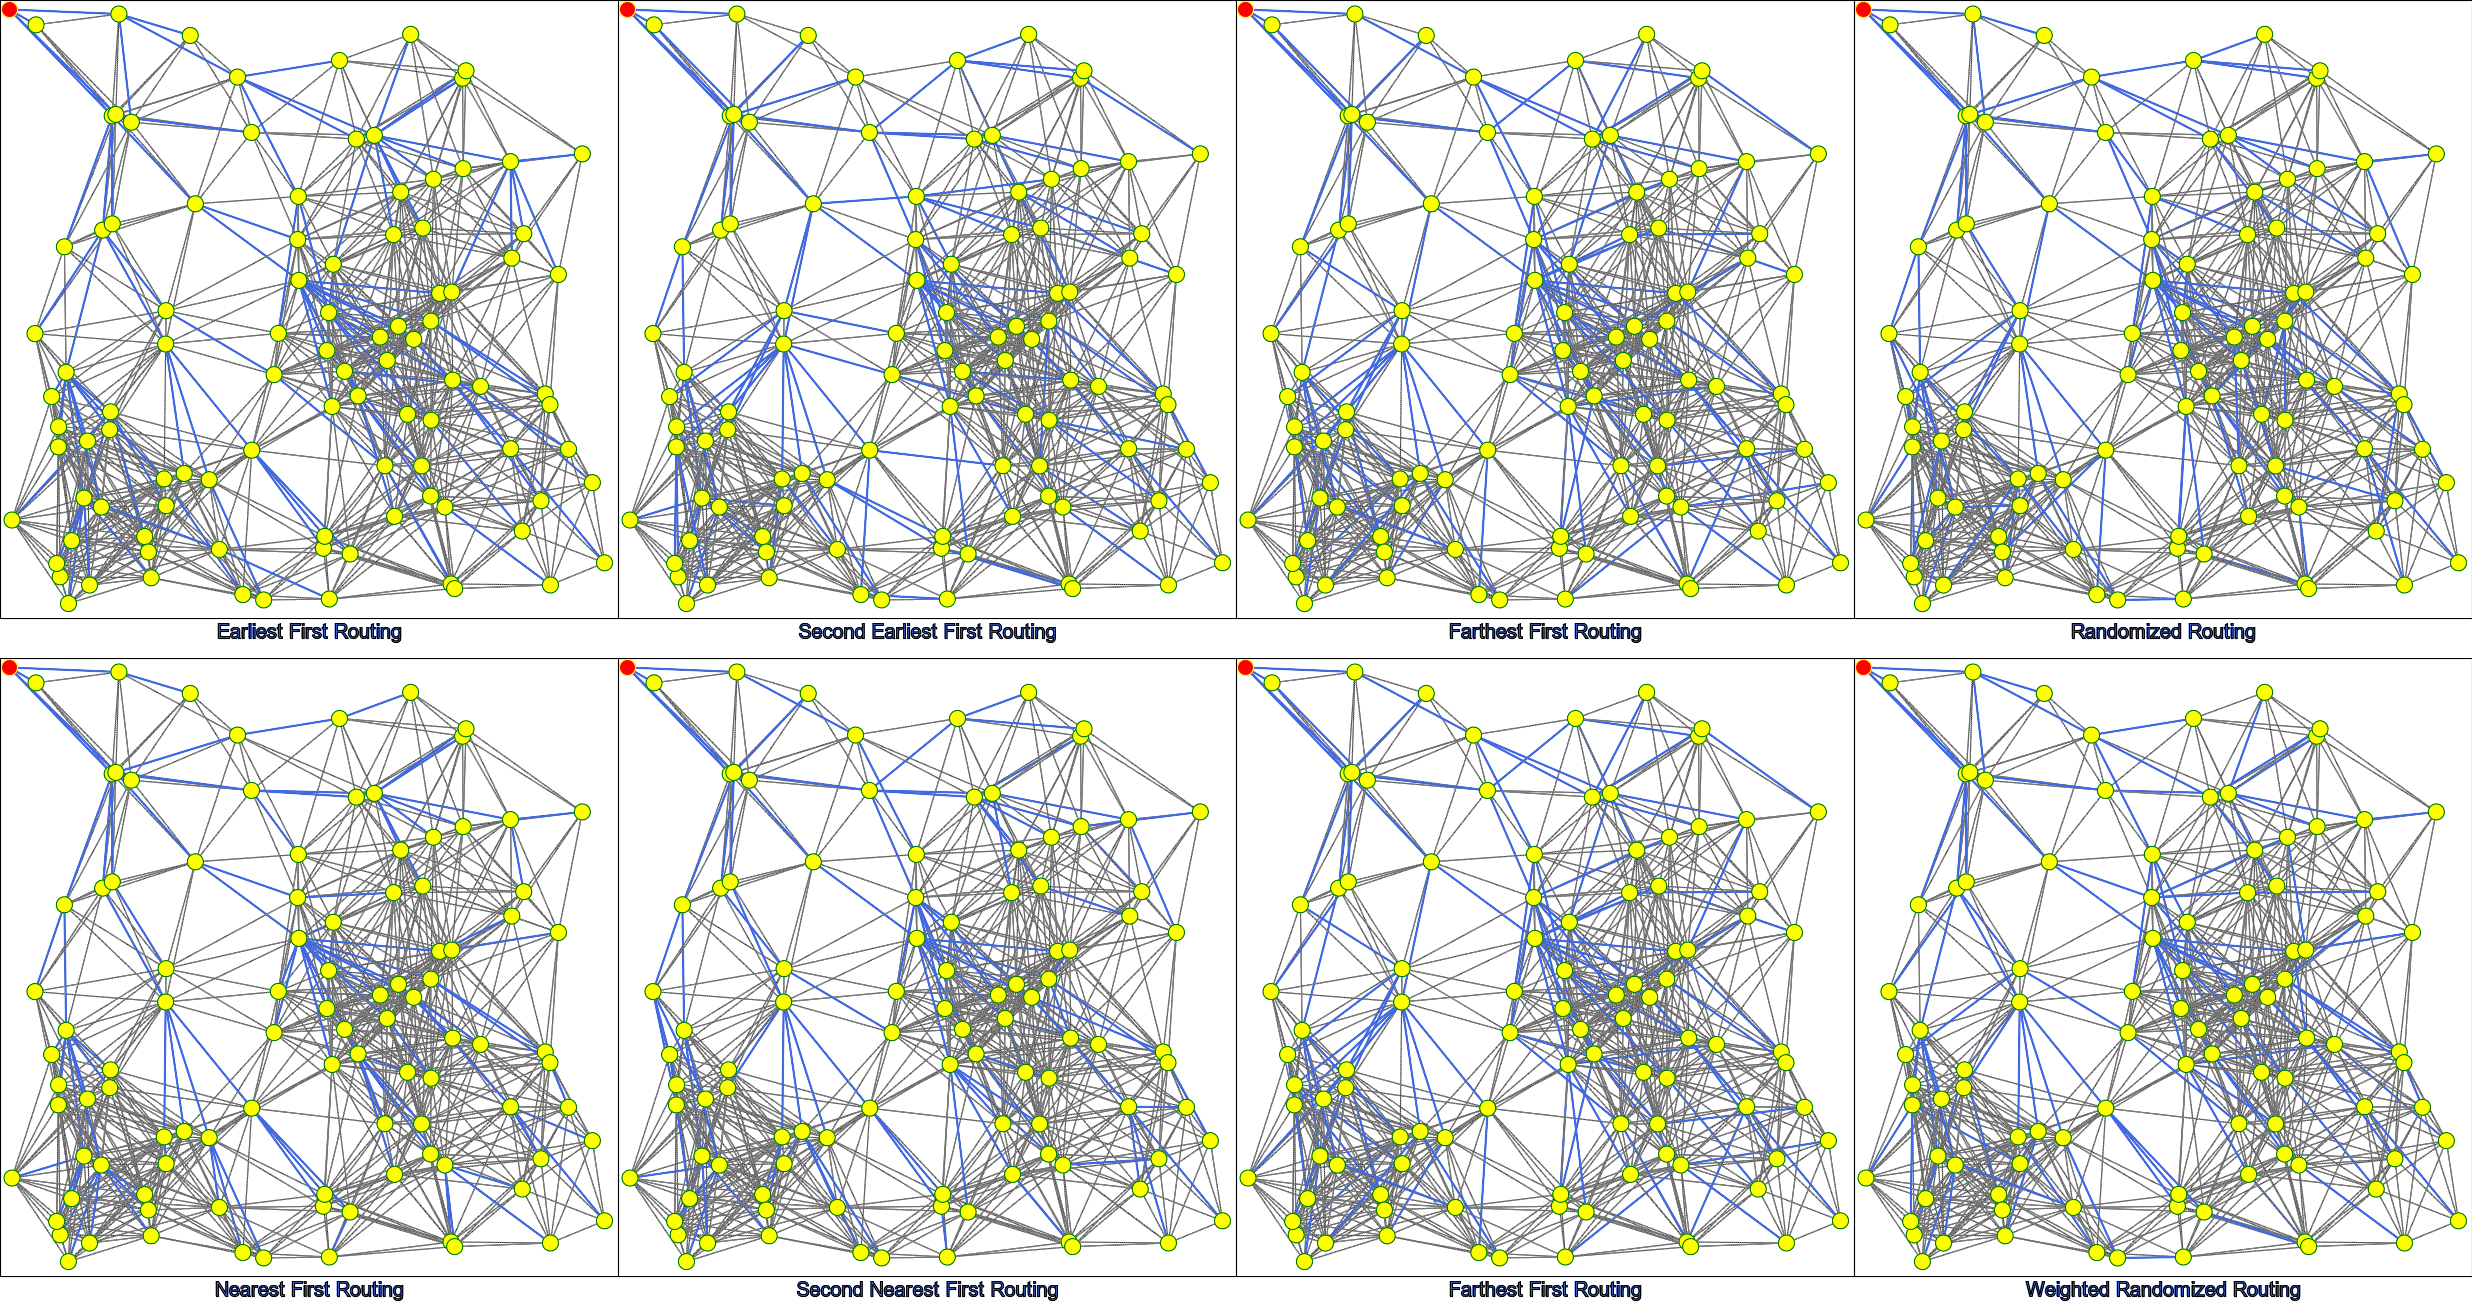 Earliest First Routing
Second Earliest First Routing
Farthest First Routing
Randomized Routing
Nearest First Routing
Second Nearest First Routing
Farthest First Routing
Weighted Randomized Routing